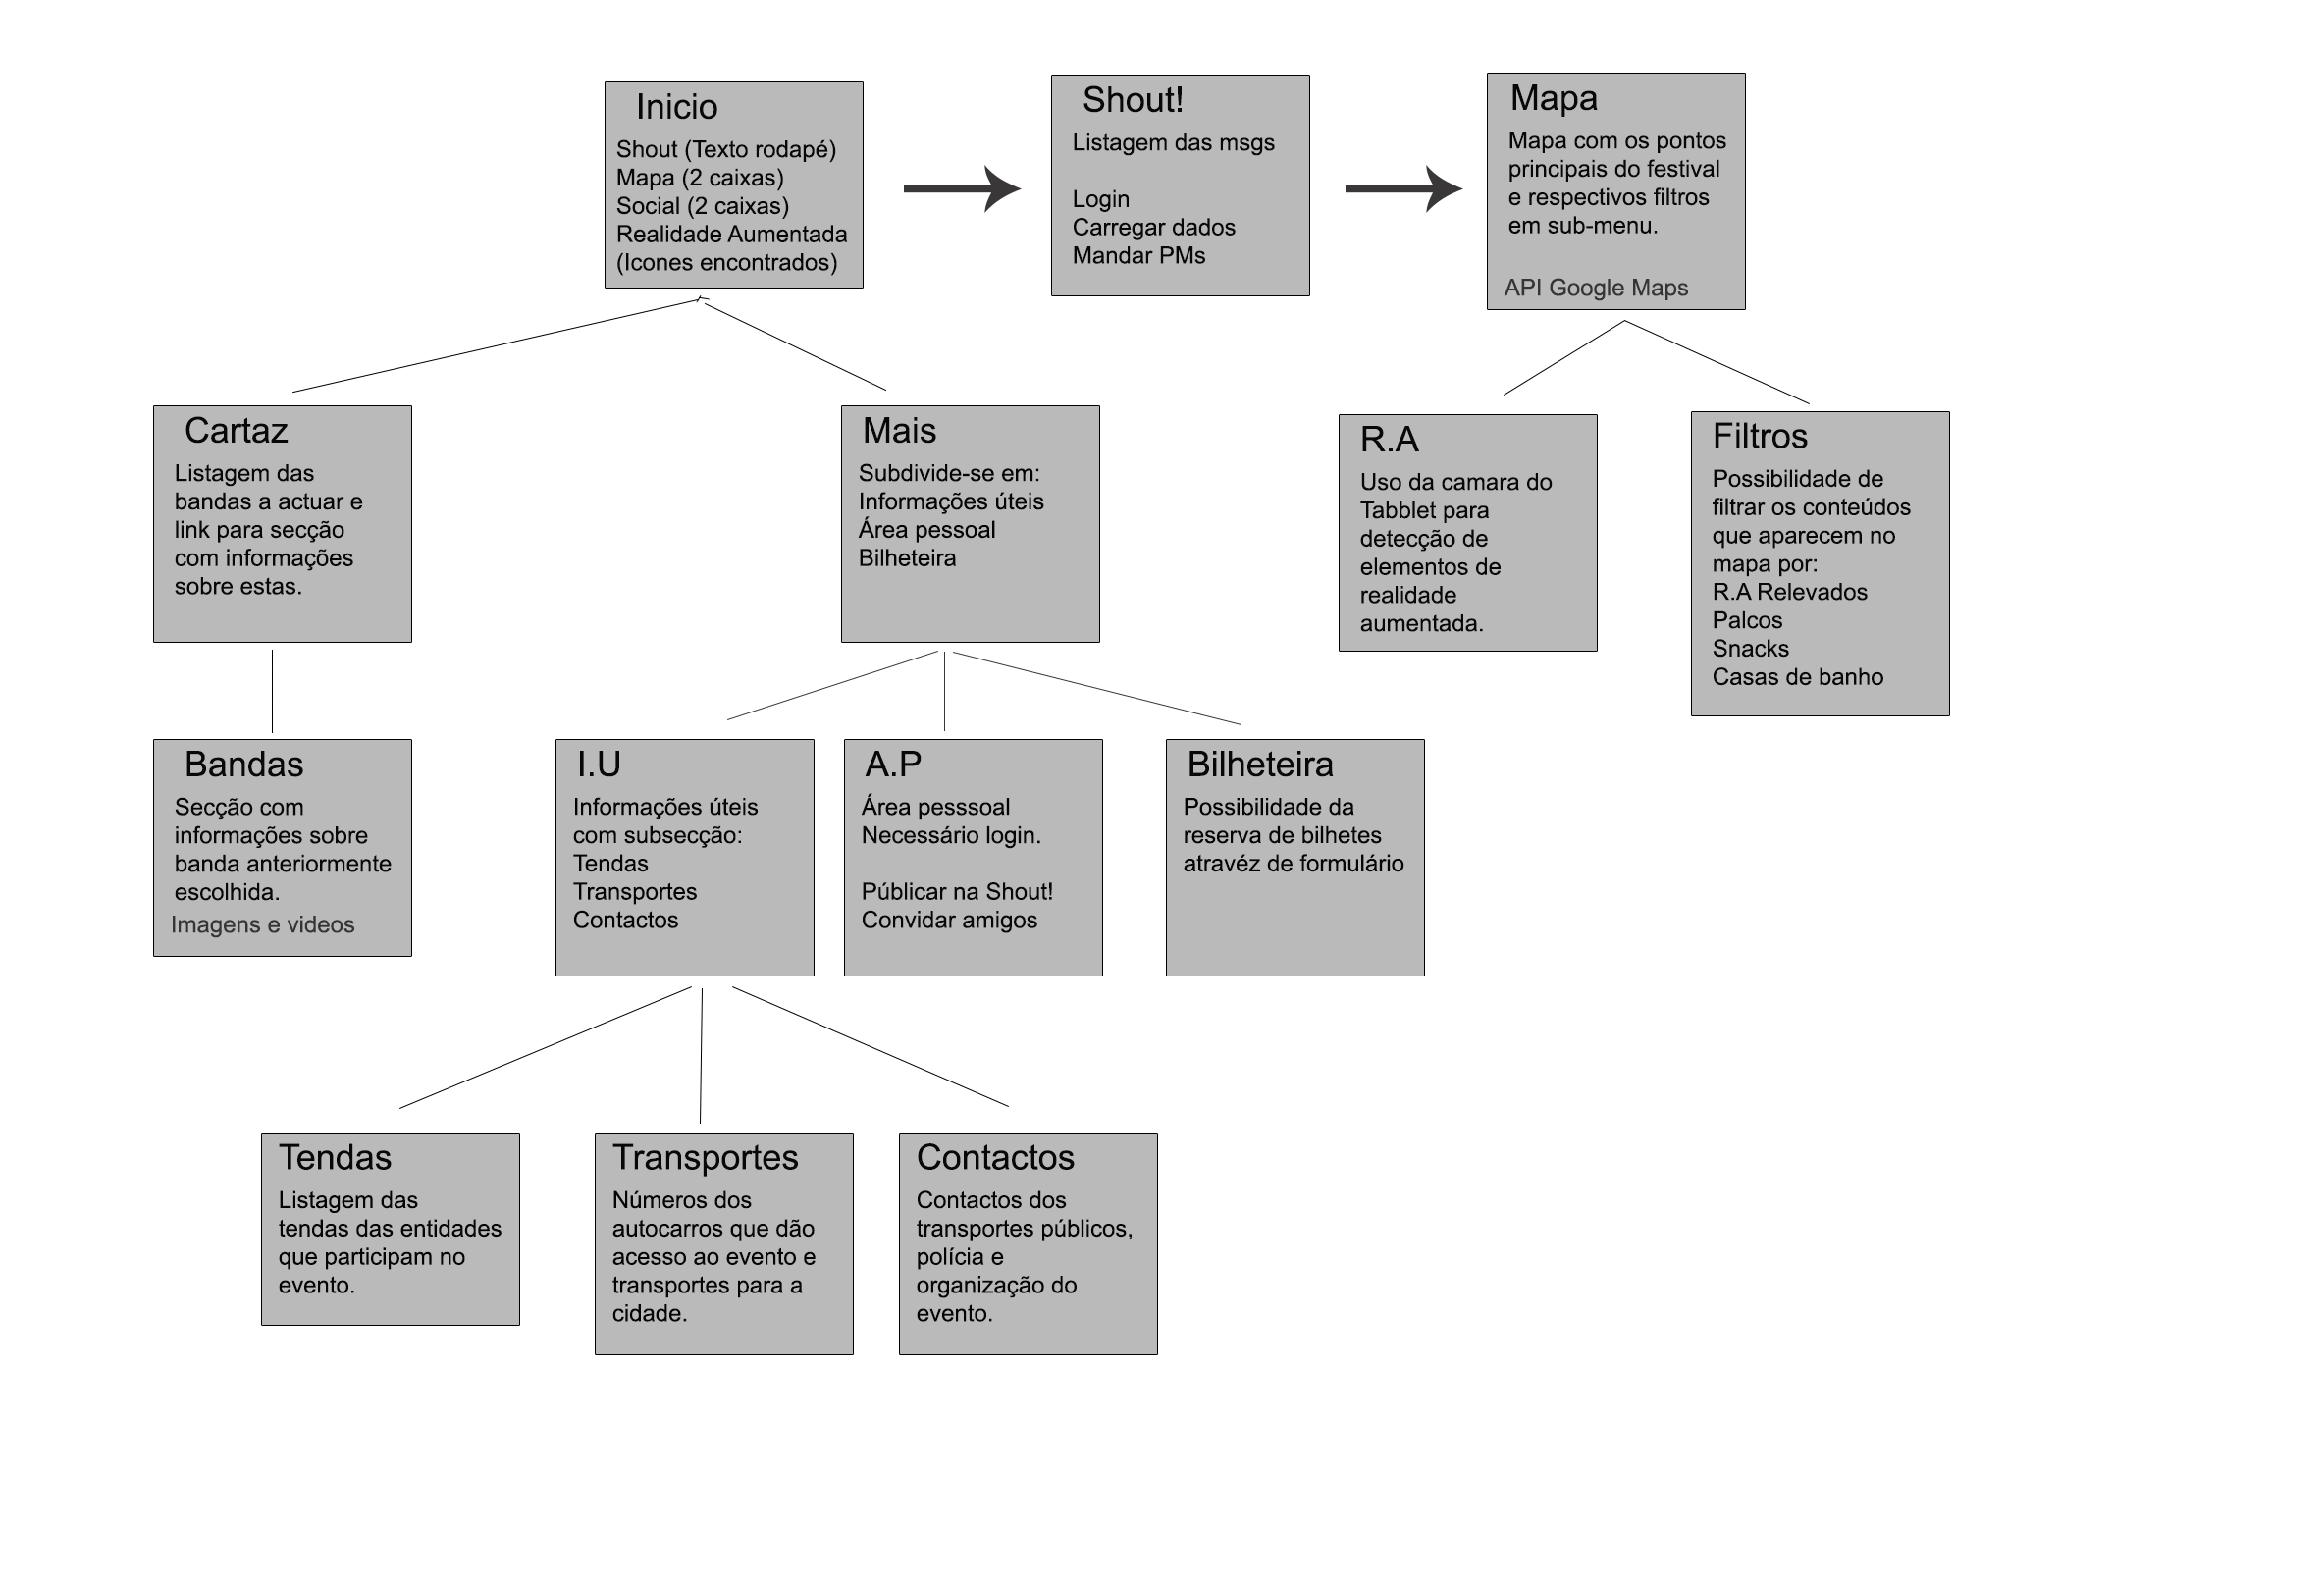 Inicio
Shout (Texto rodapé)
Mapa (2 caixas)
Social (2 caixas)
Realidade Aumentada
(Icones encontrados)
Shout!
Listagem das msgs
Login
Carregar dados
Mandar PMs
Mapa
Mapa com os pontos
principais do festival
e respectivos filtros
em sub-menu.
API Google Maps
Cartaz
Listagem das
bandas a actuar e
link para secção
com informações
sobre estas.
Mais
Subdivide-se em:
Informações úteis
Área pessoal
Bilheteira
R.A
Uso da camara do
Tabblet para
detecção de
elementos de
realidade
aumentada.
Filtros
Possibilidade de
filtrar os conteúdos
que aparecem no
mapa por:
R.A Relevados
Palcos
Snacks
Casas de banho
Bandas
Secção com
informações sobre
banda anteriormente
escolhida.
Imagens e videos
I.U
Informações úteis
com subsecção:
Tendas
Transportes
Contactos
A.P
Área pesssoal
Necessário login.
Públicar na Shout!
Convidar amigos
Bilheteira
Possibilidade da
reserva de bilhetes
atravéz de formulário
Tendas
Listagem das
tendas das entidades
que participam no
evento.
Transportes
Números dos
autocarros que dão
acesso ao evento e
transportes para a
cidade.
Contactos
Contactos dos
transportes públicos,
polícia e
organização do
evento.